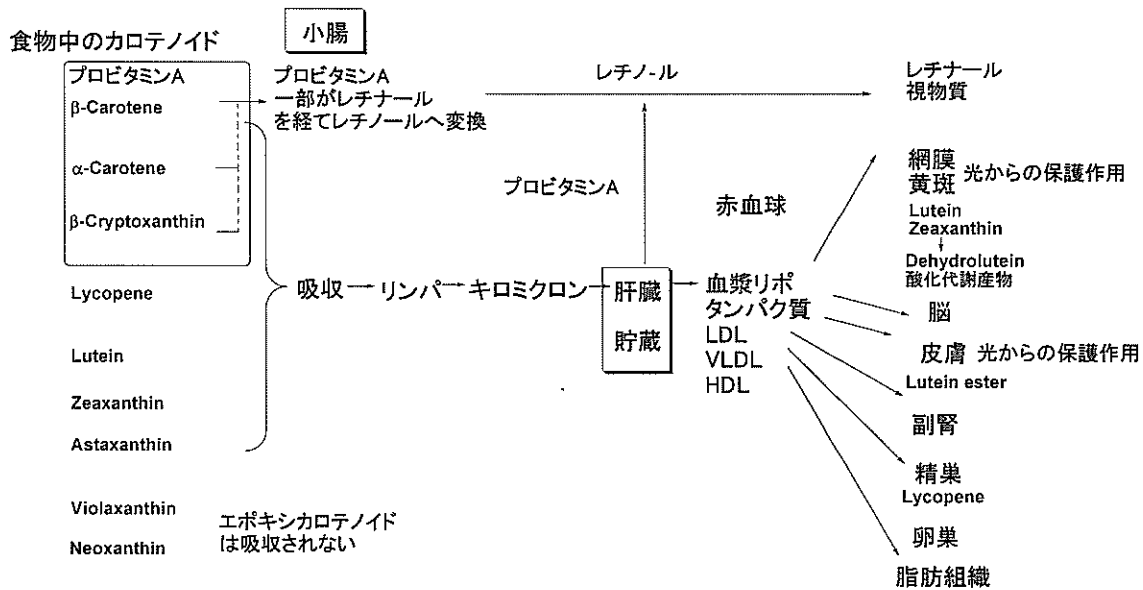 小腸
食物中のカロテノイド
プロビタミンA
β-Carotene
α-Carotene
β-Cryptoxanthin
Lycopene
Lutein
Zeaxanthin
Astaxanthin
Violaxanthin
Neoxanthin
エポキシカロテノイド
は吸収されない
プロビタミンA
一部がレチナール
を経てレチノールへ変換
レチノ-ル
レチナール
視物質
プロビタミンA
吸収
リンパ
キロミクロン
肝臓
貯蔵
赤血球
血漿リポ
タンパク質
LDL
VLDL
HDL
網膜
黄斑
光からの保護作用
Lutein
Zeaxanthin
Dehydrolutein
酸化代謝産物
脳
皮膚 光からの保護作用
Lutein ester
副腎
精巣
Lycopene
卵巣
脂肪組織